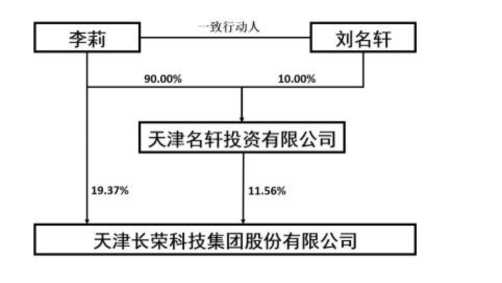 一致行动人
李莉
刘名轩
90.00%
10.00%
天津名轩投资有限公司
19.37%
11.56%
天津长荣科技集团股份有限公司